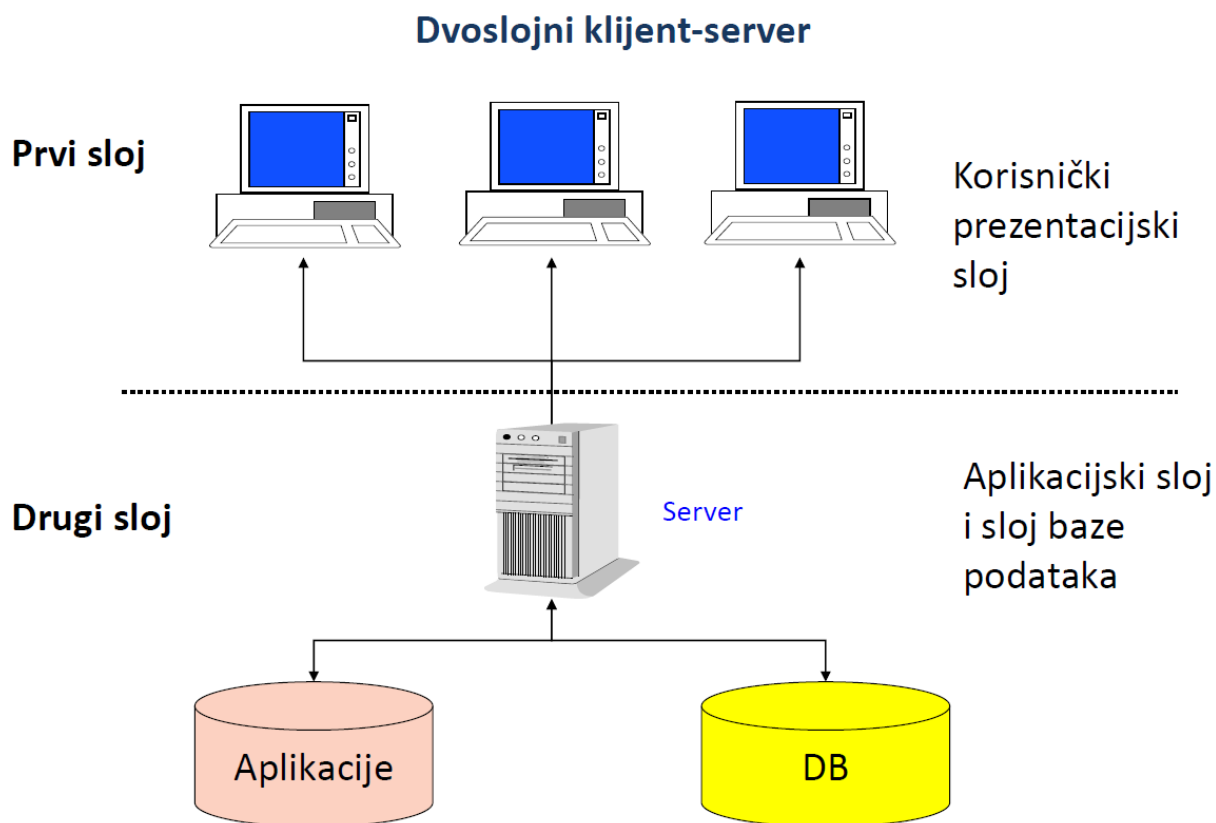 Dvoslojni klijent-server
Prvi sloj
Korisnički
prezentacijski
sloj
Drugi sloj
Server
Aplikacijski sloj
i sloj baze
podataka
Aplikacije
DB